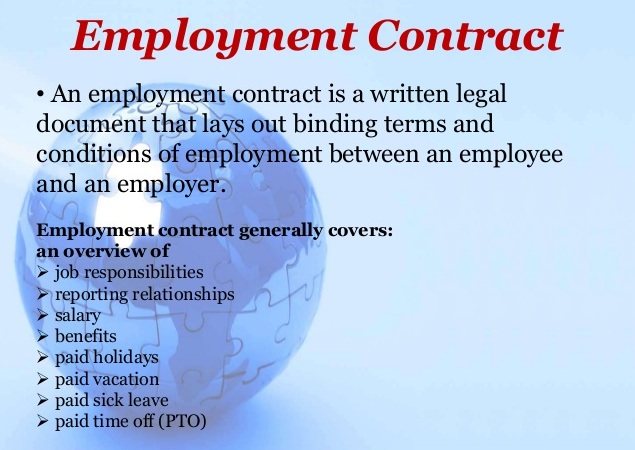 Employment Contract
• An employment contract is a written legal
document that lays out binding terms and
conditions of employment between an employee
and an employer.
Employment contract generally covers:
an overview of
➢ job responsibilities
➢ reporting relationships
➢ salary
➢ benefits
➢ paid holidays
➢ paid vacation
➢ paid sick leave
➢ paid time off (PTO)